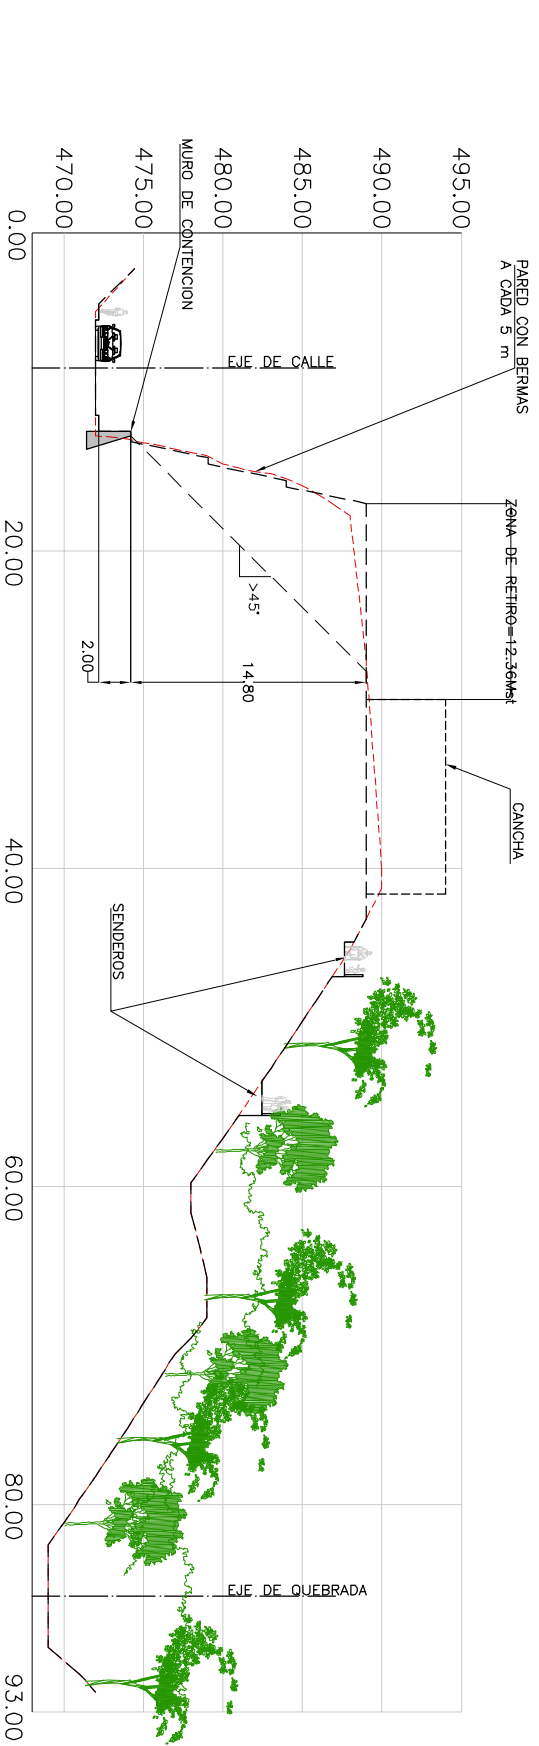 PARED CON BERMAS
A CADA 5 m
ZONA DE RETIRO=12.36Mst
CANCHA
495.00
490.00
485.00
480.00
475.00
470.00
MURO DE CONTENCION
EJE DE CALLE
>45°
14.80
2.00
SENDEROS
EJE DE QUEBRADA
0.00
20.00
40.00
60.00
80.00
93.00